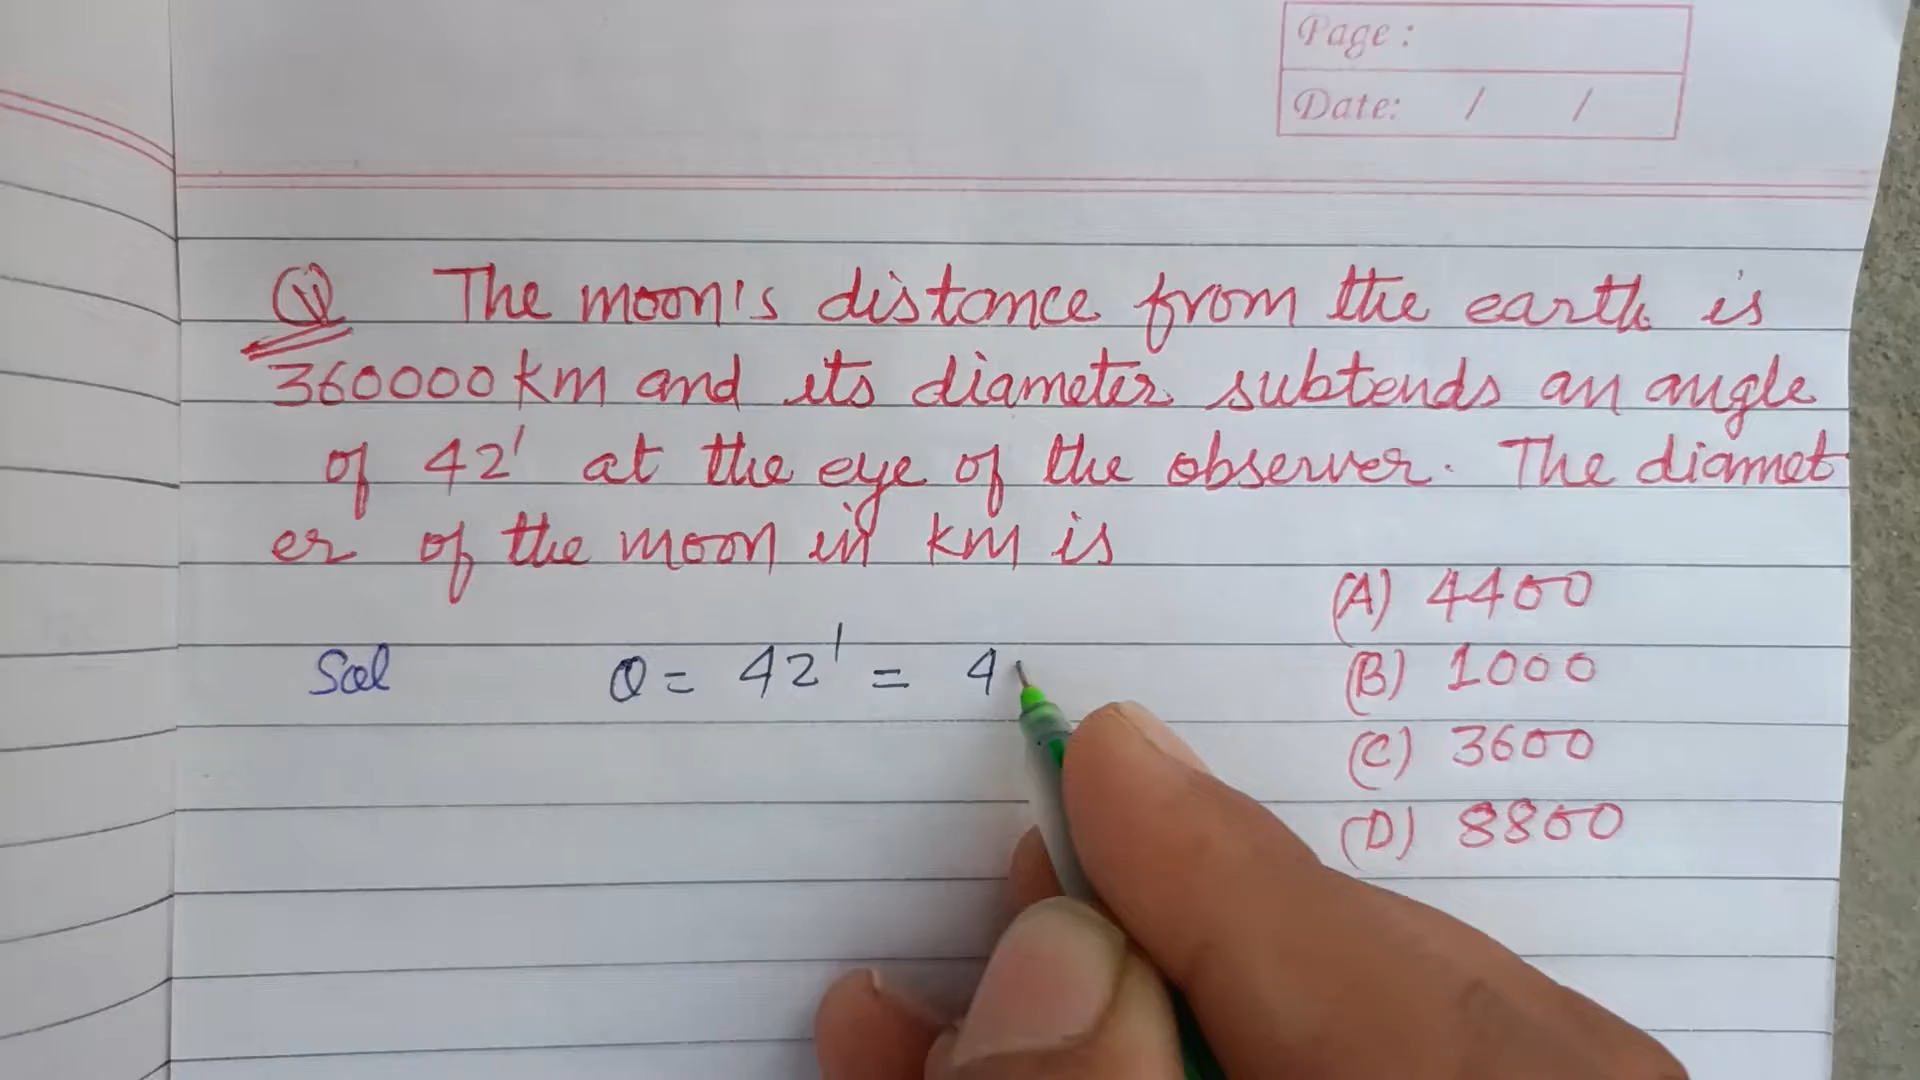 Page :
Date: / /
Q The moon's distance from the earth is
360000 km and its diameter subtends an angle
of 42' at the eye of the observer. The diamet
er of the moon in km is
(A) 4400
(B) 1000
(C) 3600
(D) 8800
Sol θ = 42' = 4